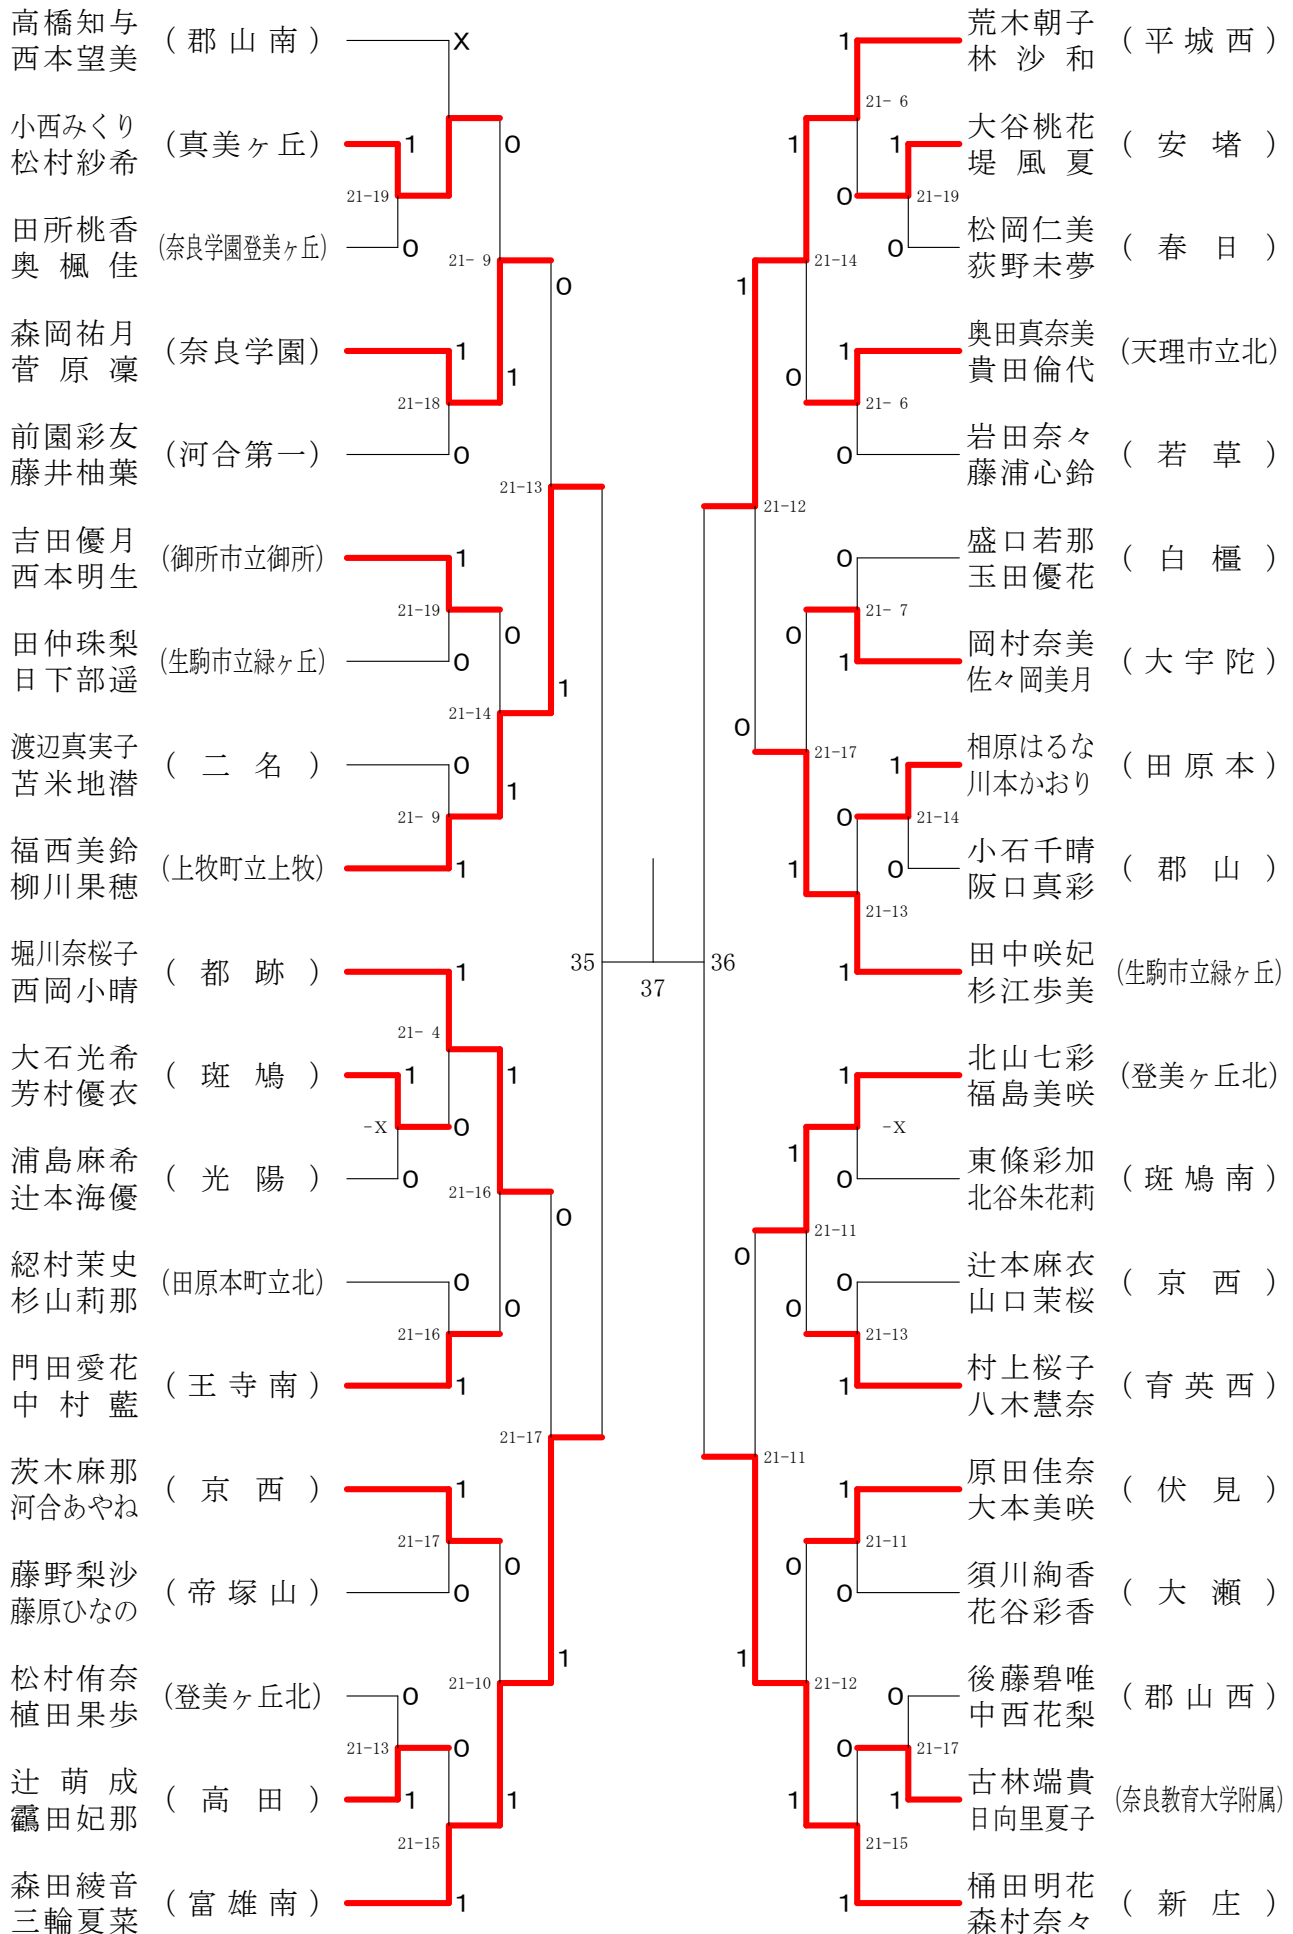 高橋知与
西本望美
(郡山南)
X
小西みくり
松村紗希
(真美ヶ丘)
1
0
21-19
田所桃香
奥楓佳
(奈良学園登美ヶ丘)
0
21- 9
0
森岡祐月
菅原凜
(奈良学園)
1
1
21-18
前園彩友
藤井柚葉
(河合第一)
0
21-13
吉田優月
西本明生
(御所市立御所)
1
21-19
0
田仲珠梨
日下部遥
(生駒市立緑ヶ丘)
0
1
21-14
渡辺真実子
苫米地潜
(二名)
0
1
21- 9
福西美鈴
柳川果穂
(上牧町立上牧)
1
35
堀川奈桜子
西岡小晴
(都跡)
1
21- 4
大石光希
芳村優衣
(斑鳩)
1
1
-X
0
浦島麻希
辻本海優
(光陽)
0
21-16
0
綛村茉史
杉山莉那
(田原本町立北)
0
0
21-16
門田愛花
中村藍
(王寺南)
1
21-17
茨木麻那
河合あやね
(京西)
1
21-17
0
藤野梨沙
藤原ひなの
(帝塚山)
0
1
松村侑奈
植田果歩
(登美ヶ丘北)
0
21-10
21-13
0
辻萌成
靍田妃那
(高田)
1
1
21-15
森田綾音
三輪夏菜
(富雄南)
1
37
1
荒木朝子
林沙和
(平城西)
21- 6
1
1
大谷桃花
堤風夏
(安堵)
0
21-19
0
松岡仁美
荻野未夢
(春日)
21-14
1
1
奥田真奈美
貴田倫代
(天理市立北)
0
21- 6
0
岩田奈々
藤浦心鈴
(若草)
21-12
0
盛口若那
玉田優花
(白橿)
21- 7
0
1
岡村奈美
佐々岡美月
(大宇陀)
0
21-17
1
相原はるな
川本かおり
(田原本)
0
21-14
1
0
小石千晴
阪口真彩
(郡山)
21-13
36
1
田中咲妃
杉江歩美
(生駒市立緑ヶ丘)
1
北山七彩
福島美咲
(登美ヶ丘北)
-X
1
0
東條彩加
北谷朱花莉
(斑鳩南)
21-11
0
0
辻本麻衣
山口茉桜
(京西)
0
21-13
1
村上桜子
八木慧奈
(育英西)
21-11
1
原田佳奈
大本美咲
(伏見)
21-11
0
0
須川絢香
花谷彩香
(大瀬)
1
21-12
0
後藤碧唯
中西花梨
(郡山西)
0
21-17
1
1
古林端貴
日向里夏子
(奈良教育大学附属)
21-15
1
桶田明花
森村奈々
(新庄)